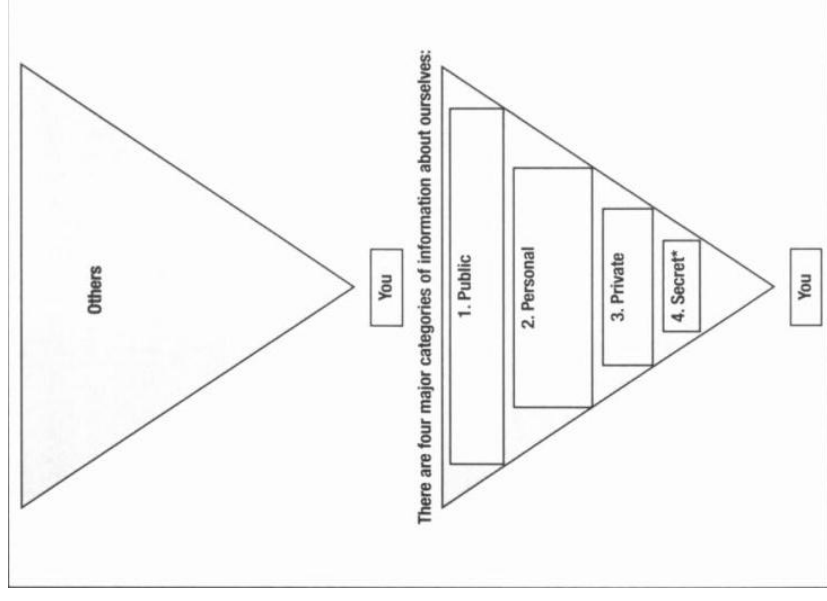 Others
You
There are four major categories of information about ourselves:
1. Public
2. Personal
3. Private
4. Secret*
You